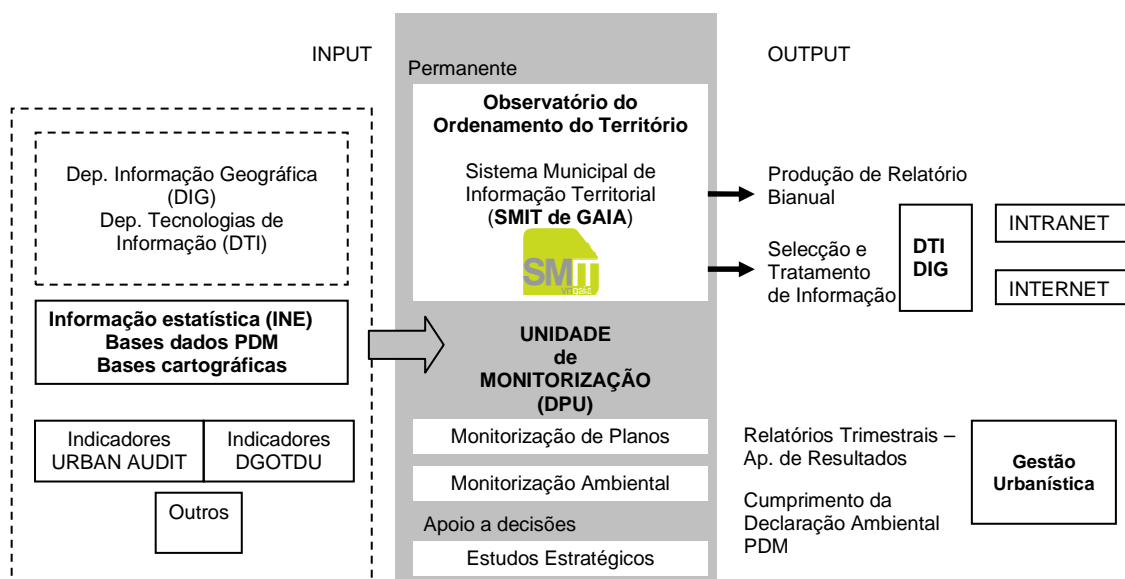 INPUT
Dep. Informação Geográfica
(DIG)
Dep. Tecnologias de
Informação (DTI)
Informação estatística (INE)
Bases dados PDM
Bases cartográficas
Indicadores
URBAN AUDIT
Indicadores
DGOTDU
Outros
Permanente
Observatório do
Ordenamento do Território
Sistema Municipal de
Informação Territorial
(SMIT de GAIA)
SMIT
vngaia
UNIDADE
de
MONITORIZAÇÃO
(DPU)
Monitorização de Planos
Monitorização Ambiental
Apoio a decisões
Estudos Estratégicos
OUTPUT
Produção de Relatório
Bianual
Selecção e
Tratamento
de Informação
DTI
DIG
INTRANET
INTERNET
Relatórios Trimestrais –
Ap. de Resultados
Cumprimento da
Declaração Ambiental
PDM
Gestão
Urbanística